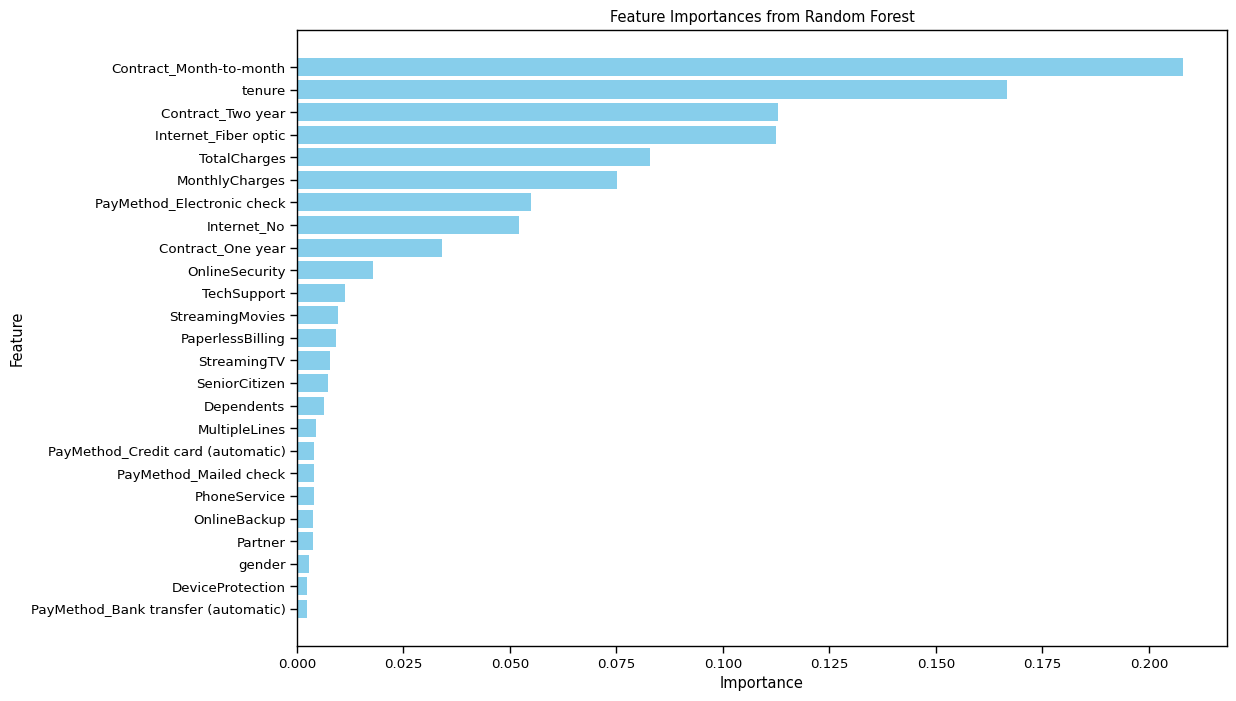 Feature Importances from Random Forest
Contract_Month-to-month
tenure
Contract_Two year
Internet_Fiber optic
TotalCharges
MonthlyCharges
PayMethod_Electronic check
Internet_No
Contract_One year
OnlineSecurity
TechSupport
StreamingMovies
PaperlessBilling
StreamingTV
SeniorCitizen
Dependents
MultipleLines
PayMethod_Credit card (automatic)
PayMethod_Mailed check
PhoneService
OnlineBackup
Partner
gender
DeviceProtection
PayMethod_Bank transfer (automatic)
Feature
0.000 0.025 0.050 0.075 0.100 0.125 0.150 0.175 0.200
Importance